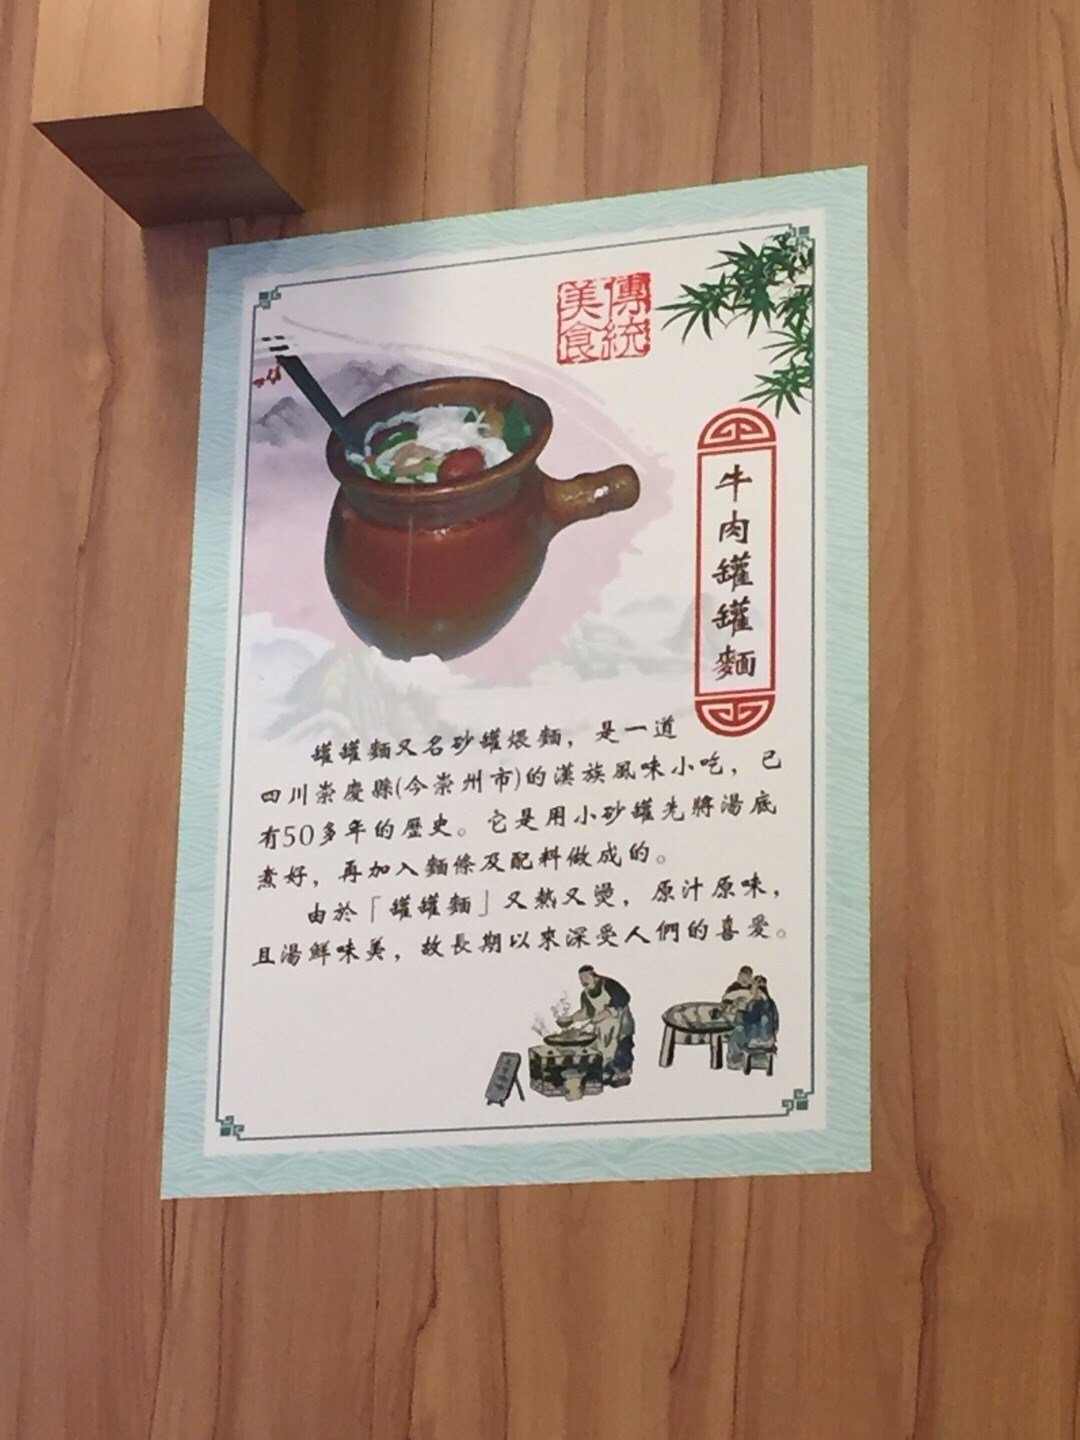 傳統
美食
牛肉罐罐麵
罐罐麵又名砂罐煨麵，是一道
四川崇慶縣(今崇州市)的漢族風味小吃，已
有50多年的歷史。它是用小砂罐先將湯底
煮好，再加入麵條及配料做成的。
由於「罐罐麵」又熱又燙，原汁原味，
且湯鮮味美，故長期以來深受人們的喜愛。